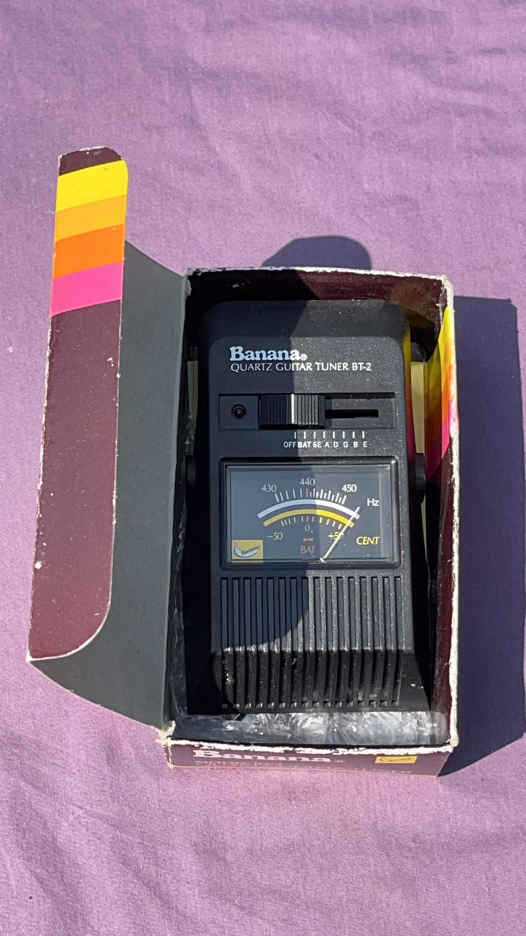 Banana®
QUARTZ GUITAR TUNER BT-2
OFF BAT 6E A D G B E
430 440 450
Hz
-50 0 +50
BAT
CENT
Banana®